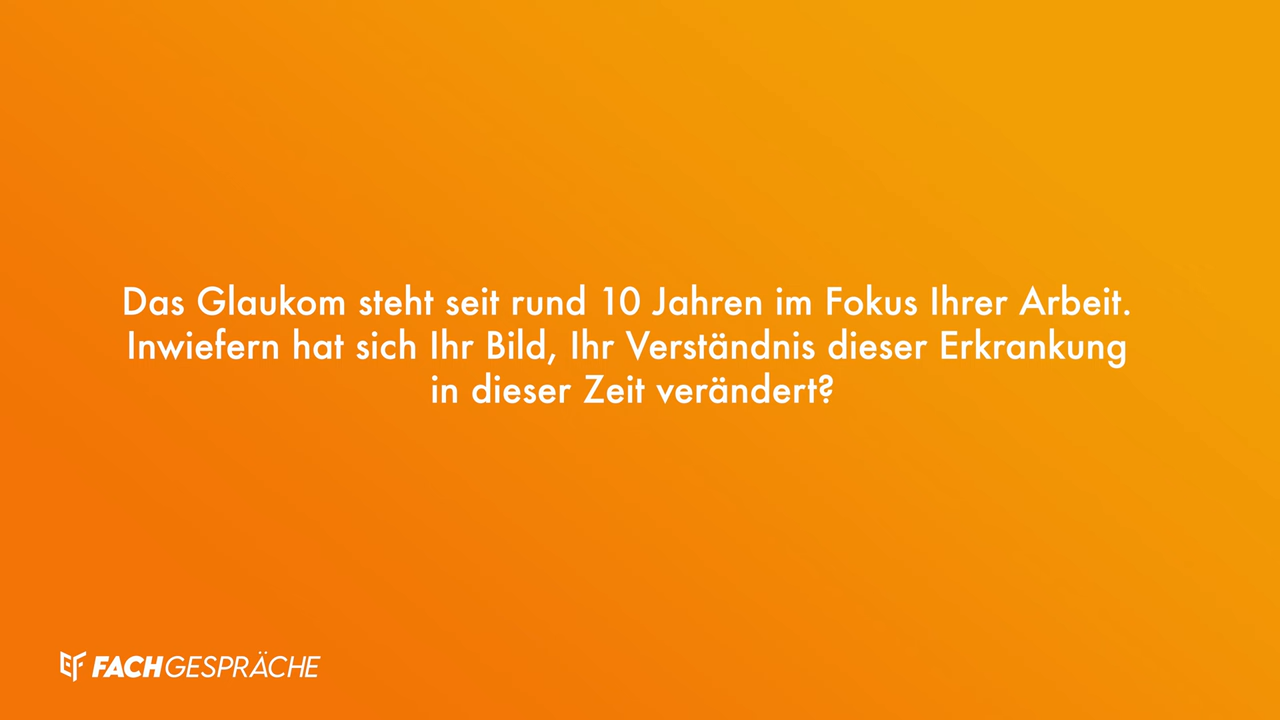 Das Glaukom steht seit rund 10 Jahren im Fokus Ihrer Arbeit.
Inwiefern hat sich Ihr Bild, Ihr Verständnis dieser Erkrankung
in dieser Zeit verändert?
EF FACHGESPRÄCHE